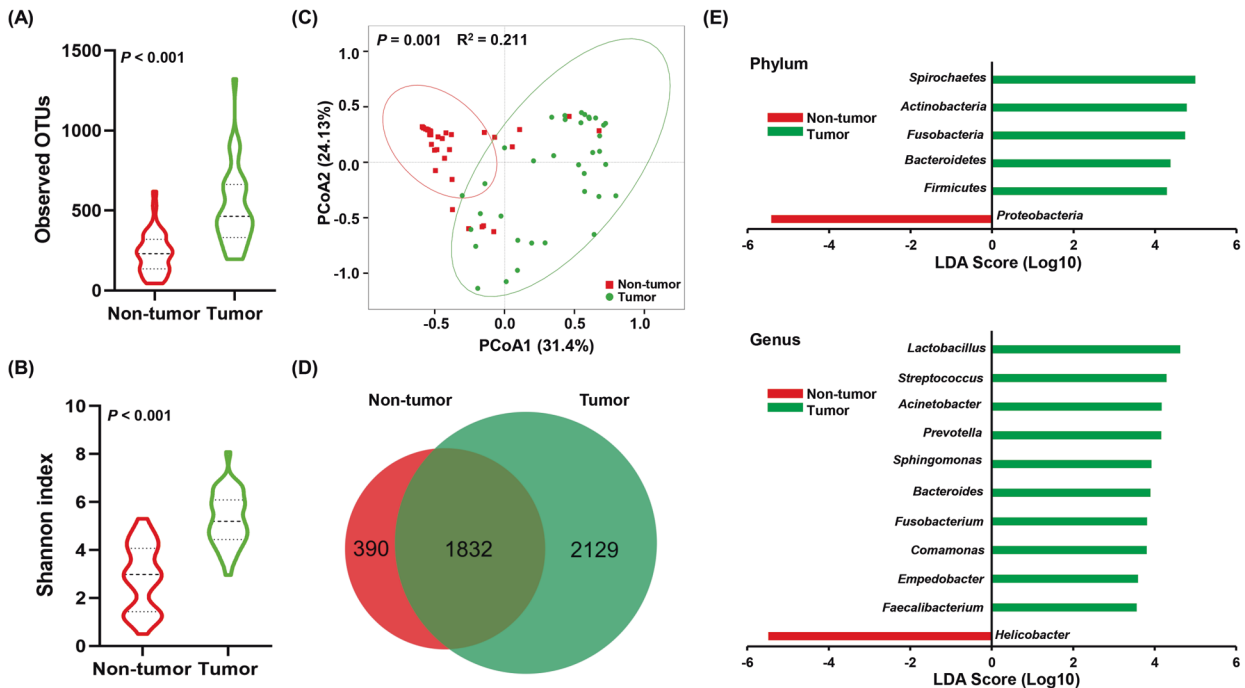 (A)
P < 0.001
1500
1000
500
0
Observed OTUs
Non-tumor
Tumor
(B)
P < 0.001
10
8
6
4
2
0
Shannon index
Non-tumor
Tumor
(C)
P = 0.001
R² = 0.211
1.0
0.5
0.0
-0.5
-1.0
PCoA2 (24.13%)
Non-tumor
Tumor
-0.5
0.0
0.5
1.0
PCoA1 (31.4%)
(D)
Non-tumor
Tumor
390
1832
2129
(E)
Phylum
Non-tumor
Tumor
Spirochaetes
Actinobacteria
Fusobacteria
Bacteroidetes
Firmicutes
Proteobacteria
-6
-4
-2
0
2
4
6
LDA Score (Log10)
Genus
Non-tumor
Tumor
Lactobacillus
Streptococcus
Acinetobacter
Prevotella
Sphingomonas
Bacteroides
Fusobacterium
Comamonas
Empedobacter
Faecalibacterium
Helicobacter
-6
-4
-2
0
2
4
6
LDA Score (Log10)